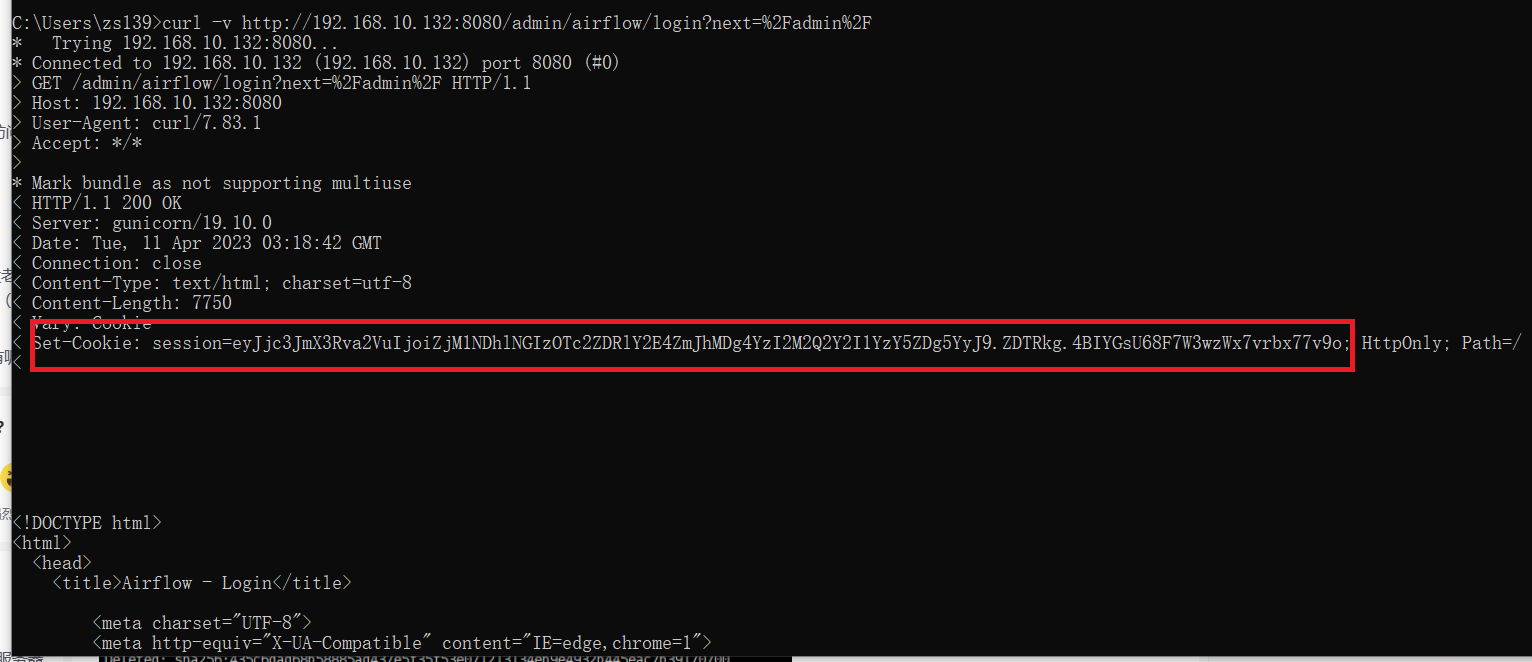 C:\Users\zsl39>curl -v http://192.168.10.132:8080/admin/airflow/login?next=%2Fadmin%2F
*   Trying 192.168.10.132:8080...
* Connected to 192.168.10.132 (192.168.10.132) port 8080 (#0)
> GET /admin/airflow/login?next=%2Fadmin%2F HTTP/1.1
> Host: 192.168.10.132:8080
> User-Agent: curl/7.83.1
> Accept: */*
>
* Mark bundle as not supporting multiuse
< HTTP/1.1 200 OK
< Server: gunicorn/19.10.0
< Date: Tue, 11 Apr 2023 03:18:42 GMT
< Connection: close
< Content-Type: text/html; charset=utf-8
< Content-Length: 7750
< Vary: Cookie
< Set-Cookie: session=eyJjc3JmX3Rva2VuIjoiZjM1NDhlNGIzOTc2ZDRlY2E4ZmJhMDg4YzI2M2Q2Y2I1YzY5ZDg5YyJ9.ZDTRkg.4BIYGsU68F7W3wzWx7vrbx77v9o; HttpOnly; Path=/
<
<!DOCTYPE html>
<html>
  <head>
    <title>Airflow - Login</title>
        <meta charset="UTF-8">
        <meta http-equiv="X-UA-Compatible" content="IE=edge,chrome=1">